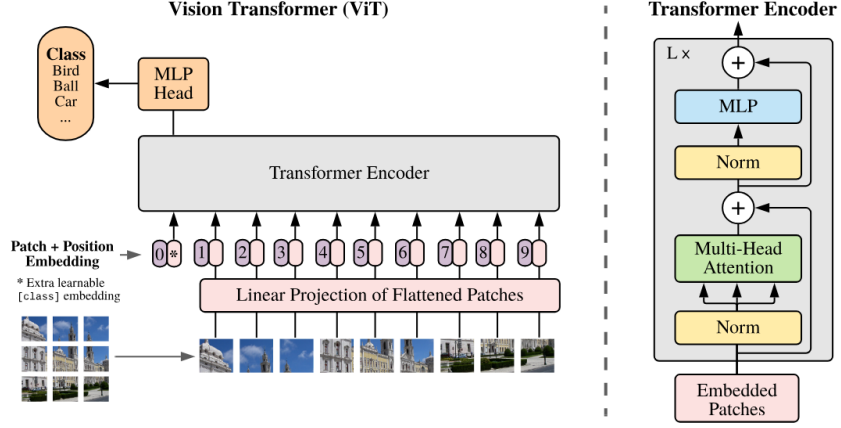 Vision Transformer (ViT)
Class
Bird
Ball
Car
...
MLP
Head
Transformer Encoder
Patch + Position
Embedding
0 * 1 2 3 4 5 6 7 8 9
* Extra learnable
[class] embedding
Linear Projection of Flattened Patches
Transformer Encoder
L x
+
MLP
Norm
+
Multi-Head
Attention
Norm
Embedded
Patches